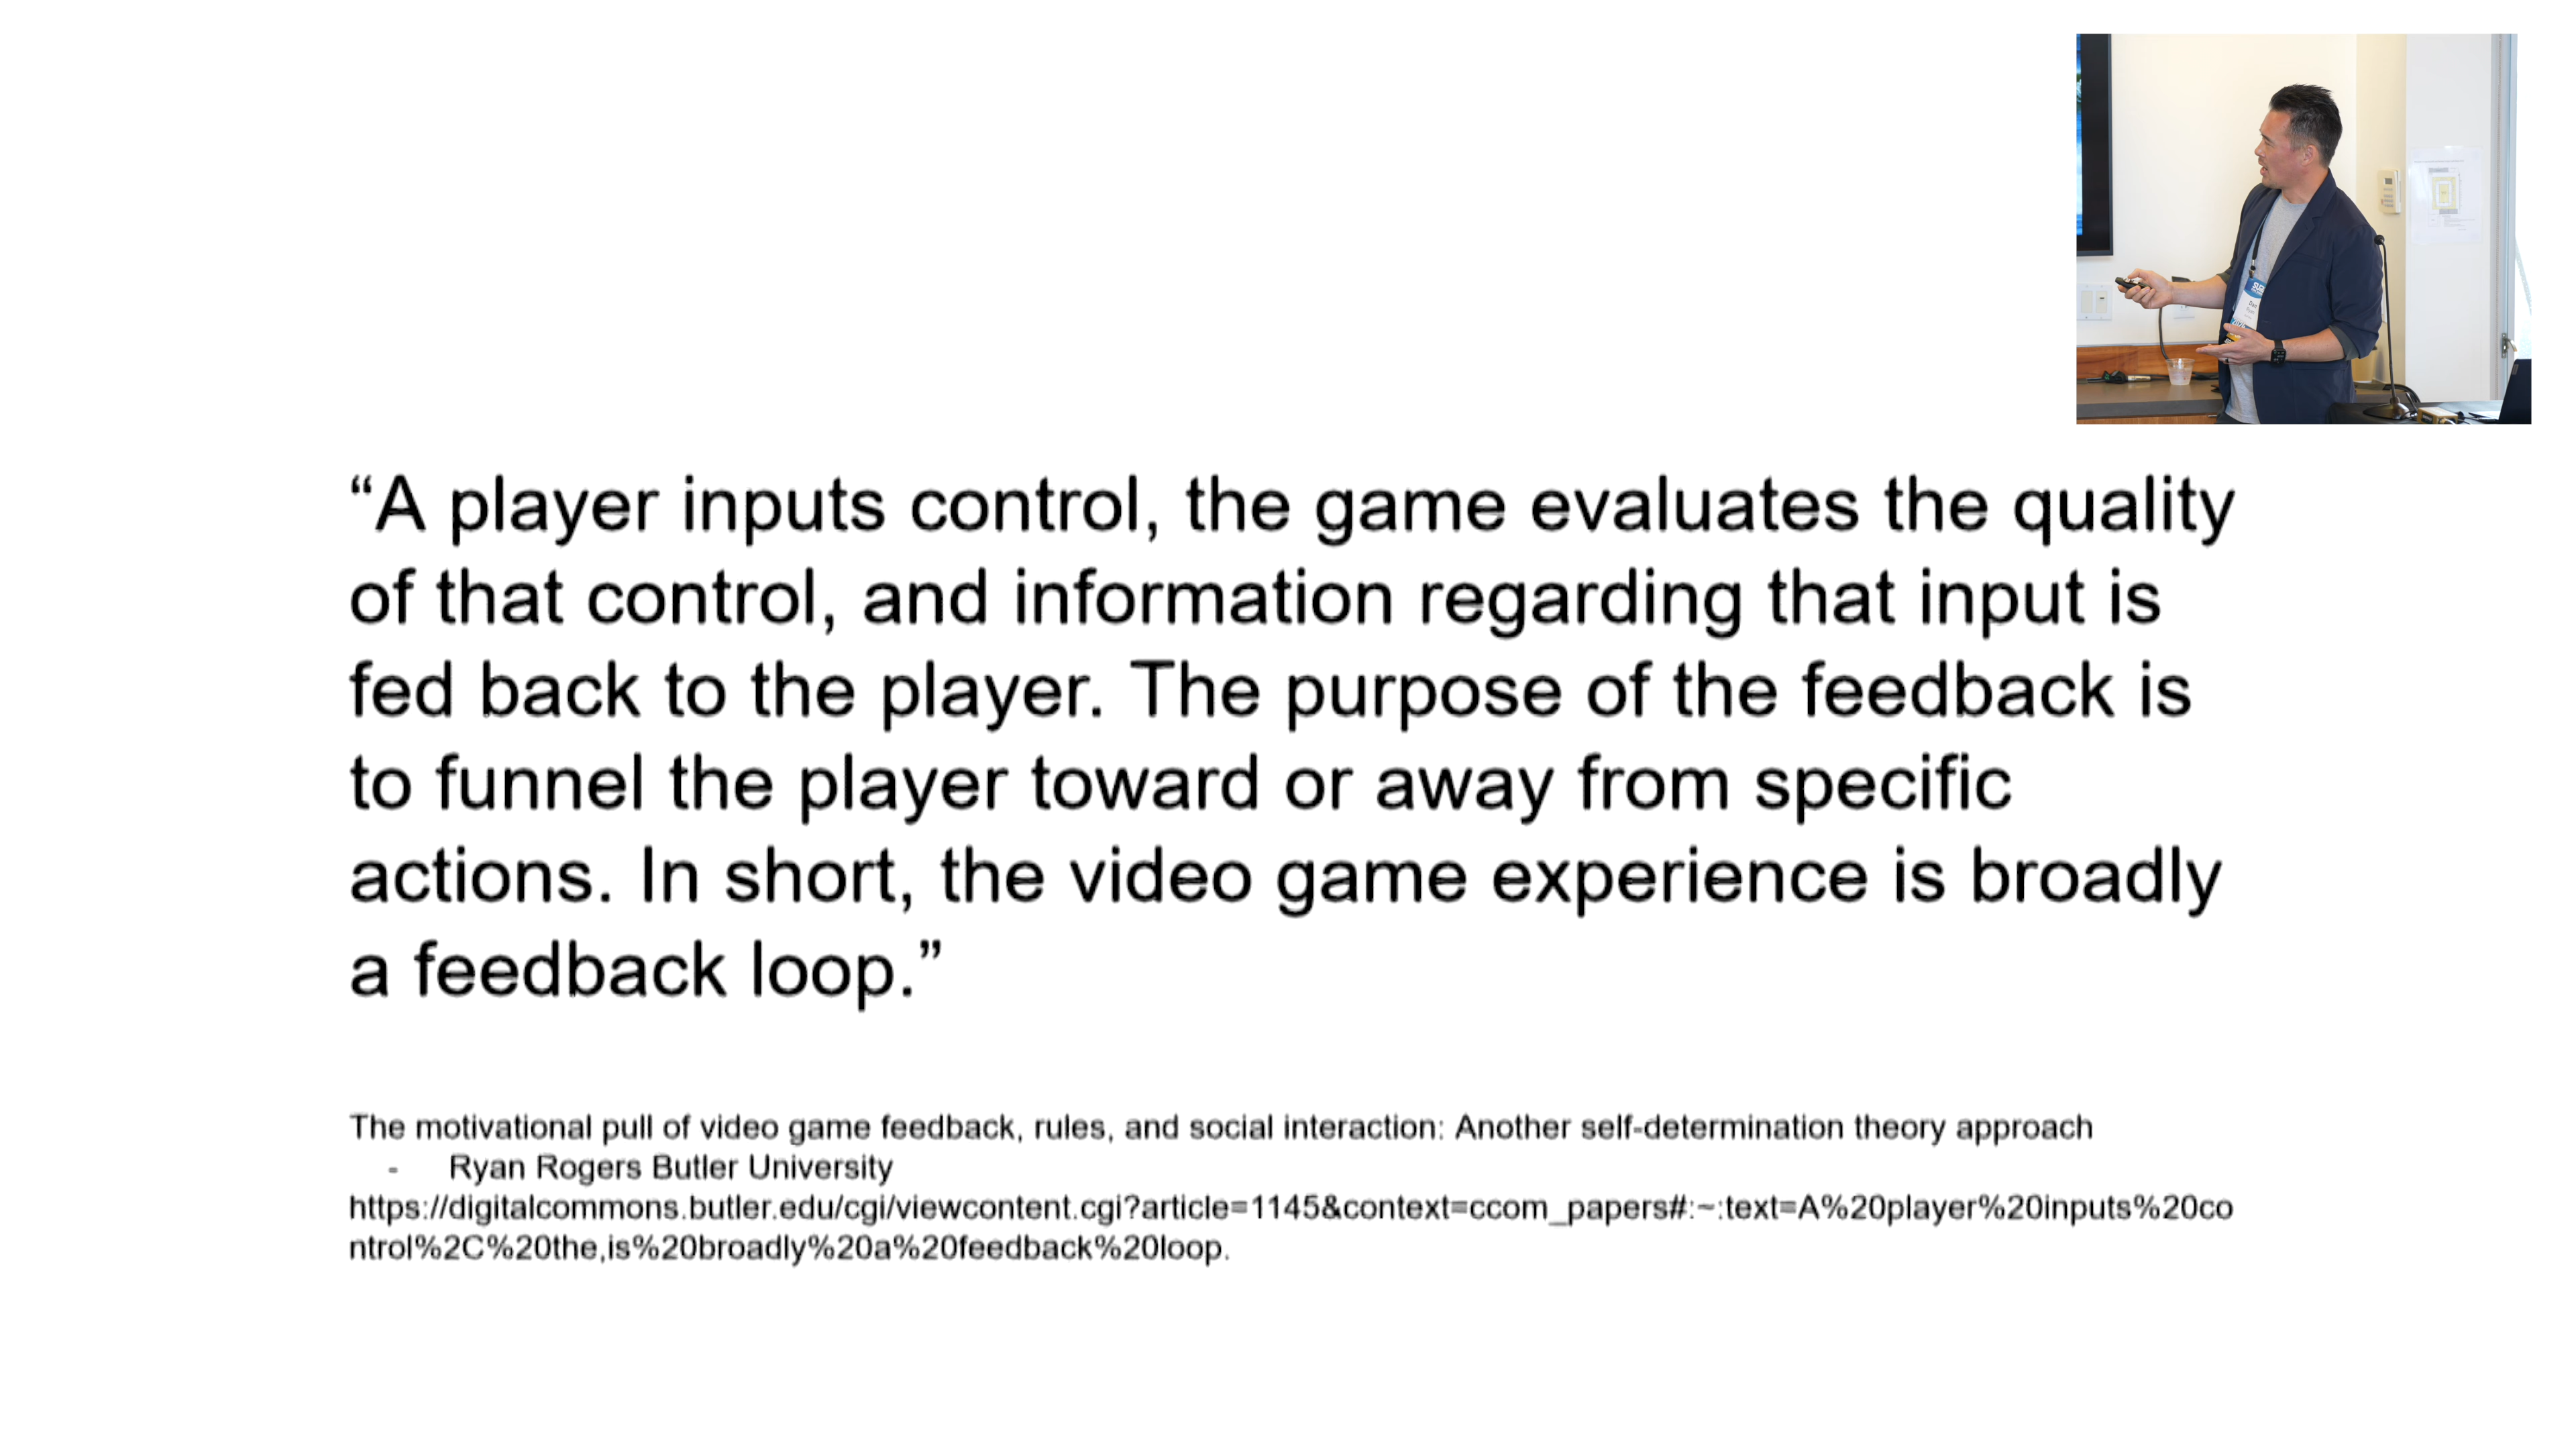 “A player inputs control, the game evaluates the quality
of that control, and information regarding that input is
fed back to the player. The purpose of the feedback is
to funnel the player toward or away from specific
actions. In short, the video game experience is broadly
a feedback loop.”
The motivational pull of video game feedback, rules, and social interaction: Another self-determination theory approach
- Ryan Rogers Butler University
https://digitalcommons.butler.edu/cgi/viewcontent.cgi?article=1145&context=ccom_papers#:~:text=A%20player%20inputs%20co
ntrol%2C%20the,is%20broadly%20a%20feedback%20loop.